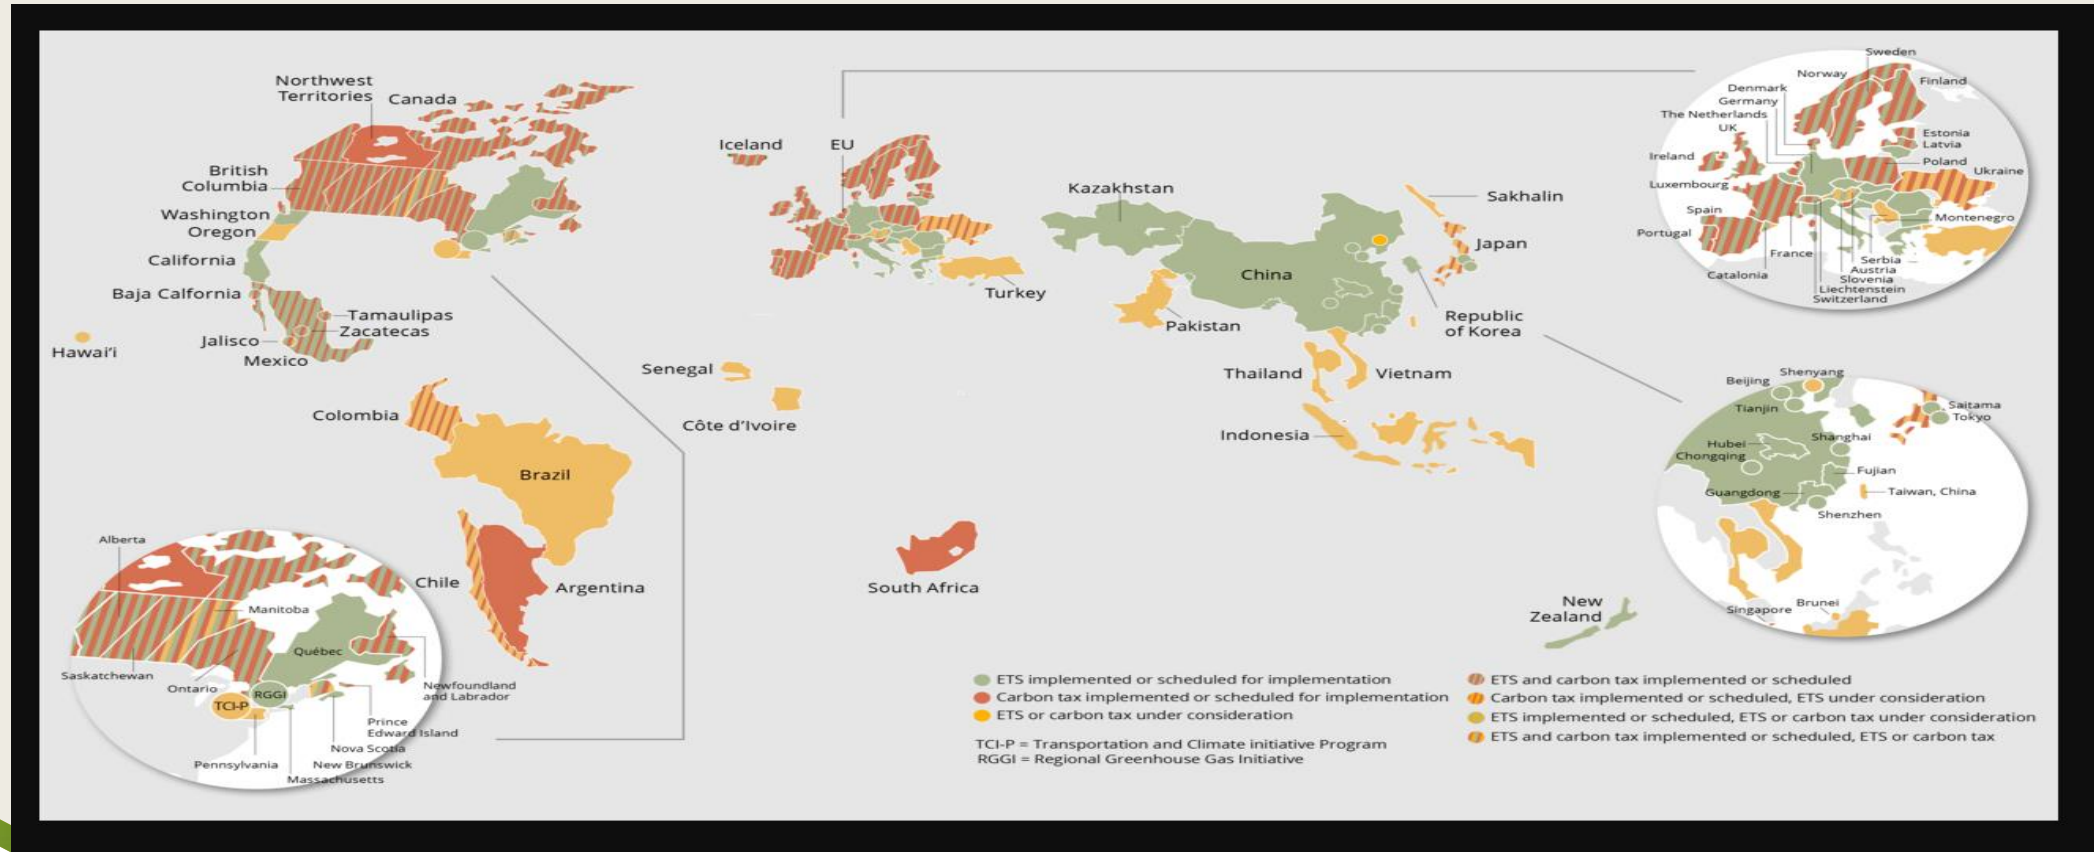 Northwest
Territories
Canada
British
Columbia
Washington
Oregon
California
Baja Calfornia
Tamaulipas
Zacatecas
Jalisco
Mexico
Hawai'i
Colombia
Brazil
Chile
Argentina
Iceland
EU
Turkey
Senegal
Côte d'Ivoire
South Africa
Kazakhstan
China
Pakistan
Sakhalin
Japan
Republic
of Korea
Thailand
Vietnam
Indonesia
New
Zealand
Sweden
Norway
Finland
Denmark
Germany
The Netherlands
UK
Estonia
Latvia
Ireland
Poland
Ukraine
Luxembourg
Spain
Montenegro
Portugal
France
Serbia
Catalonia
Austria
Slovenia
Liechtenstein
Switzerland
Shenyang
Beijing
Tianjin
Saitama
Tokyo
Hubei
Shanghai
Chongqing
Fujian
Guangdong
Taiwan, China
Shenzhen
Singapore
Brunei
Alberta
Manitoba
Québec
Saskatchewan
Ontario
RGGI
TCI-P
Newfoundland
and Labrador
Prince
Edward Island
Nova Scotia
Pennsylvania
New Brunswick
Massachusetts
ETS implemented or scheduled for implementation
Carbon tax implemented or scheduled for implementation
ETS or carbon tax under consideration
TCI-P = Transportation and Climate initiative Program
RGGI = Regional Greenhouse Gas Initiative
ETS and carbon tax implemented or scheduled
Carbon tax implemented or scheduled, ETS under consideration
ETS implemented or scheduled, ETS or carbon tax under consideration
ETS and carbon tax implemented or scheduled, ETS or carbon tax